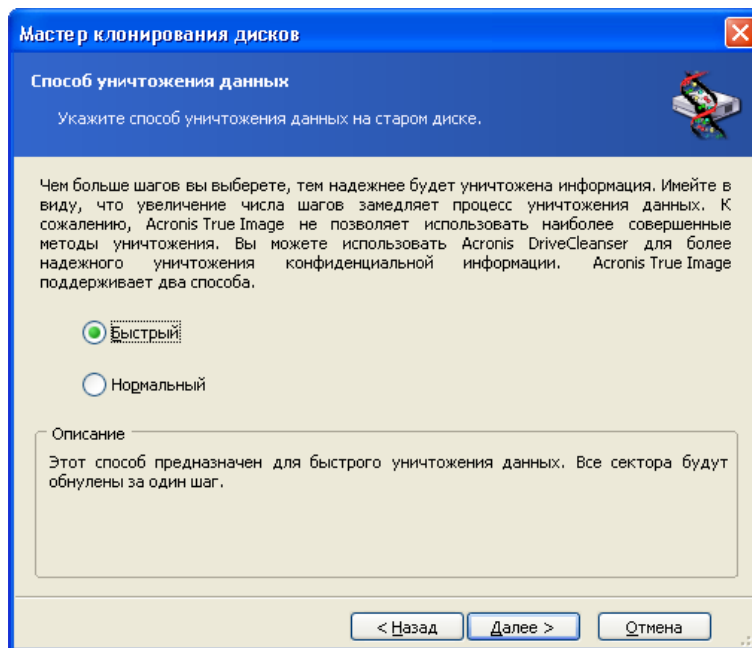 Мастер клонирования дисков
Способ уничтожения данных
Укажите способ уничтожения данных на старом диске.
Чем больше шагов вы выберете, тем надежнее будет уничтожена информация. Имейте в
виду, что увеличение числа шагов замедляет процесс уничтожения данных. К
сожалению, Acronis True Image не позволяет использовать наиболее совершенные
методы уничтожения. Вы можете использовать Acronis DriveCleanser для более
надежного уничтожения конфиденциальной информации. Acronis True Image
поддерживает два способа.
Быстрый
Нормальный
Описание
Этот способ предназначен для быстрого уничтожения данных. Все сектора будут
обнулены за один шаг.
< Назад
Далее >
Отмена